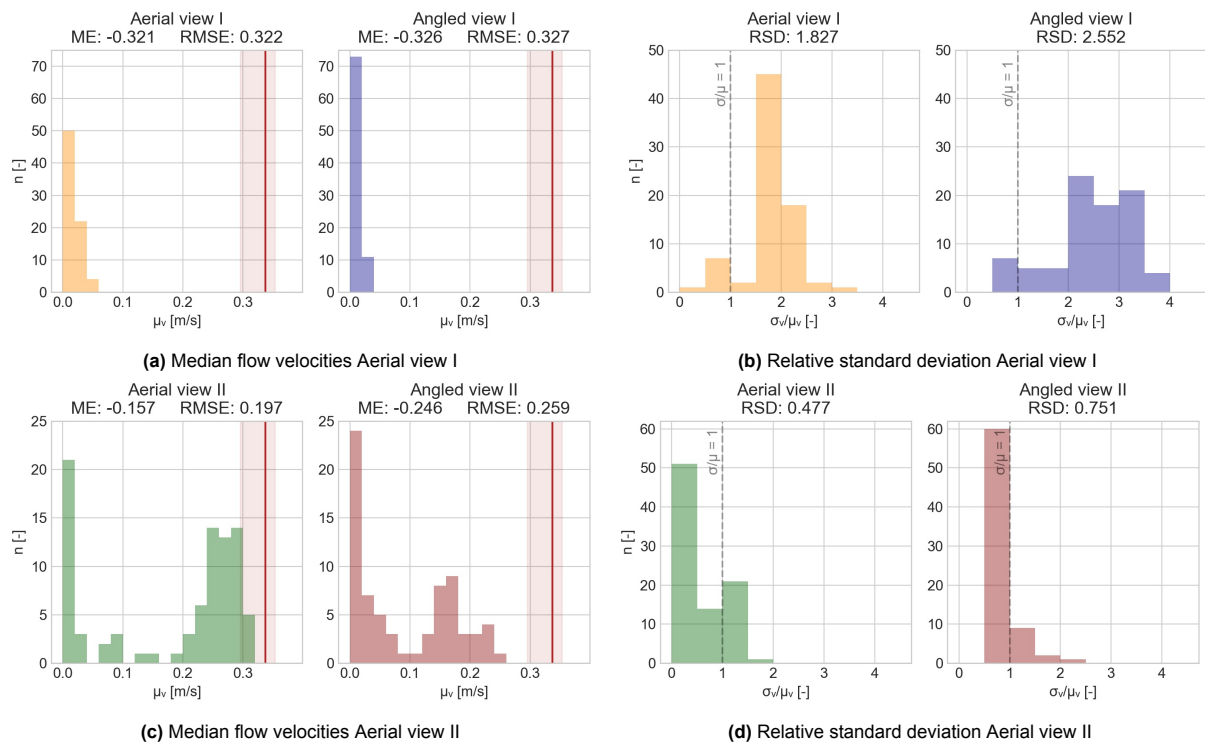 Aerial view I
ME: -0.321 RMSE: 0.322
Angled view I
ME: -0.326 RMSE: 0.327
n [-]
70
60
50
40
30
20
10
0
0.0 0.1 0.2 0.3
μᵥ [m/s]
70
60
50
40
30
20
10
0
0.0 0.1 0.2 0.3
μᵥ [m/s]
(a) Median flow velocities Aerial view I
Aerial view I
RSD: 1.827
Angled view I
RSD: 2.552
n [-]
50
40
30
20
10
0
σ/μ = 1
0 1 2 3 4
σᵥ/μᵥ [-]
50
40
30
20
10
0
σ/μ = 1
0 1 2 3 4
σᵥ/μᵥ [-]
(b) Relative standard deviation Aerial view I
Aerial view II
ME: -0.157 RMSE: 0.197
Angled view II
ME: -0.246 RMSE: 0.259
n [-]
25
20
15
10
5
0
0.0 0.1 0.2 0.3
μᵥ [m/s]
25
20
15
10
5
0
0.0 0.1 0.2 0.3
μᵥ [m/s]
(c) Median flow velocities Aerial view II
Aerial view II
RSD: 0.477
Angled view II
RSD: 0.751
n [-]
60
50
40
30
20
10
0
σ/μ = 1
0 1 2 3 4
σᵥ/μᵥ [-]
60
50
40
30
20
10
0
σ/μ = 1
0 1 2 3 4
σᵥ/μᵥ [-]
(d) Relative standard deviation Aerial view II